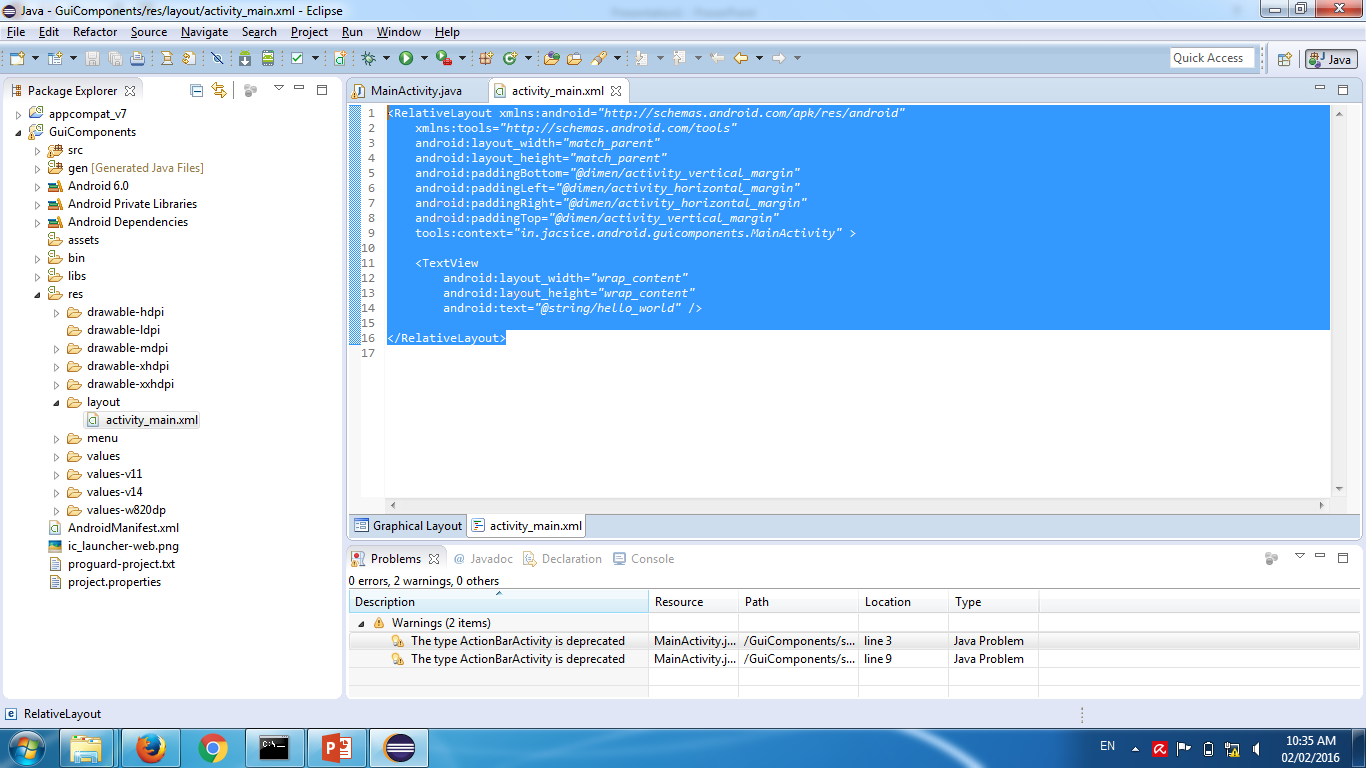 Java - GuiComponents/res/layout/activity_main.xml - Eclipse
File Edit Refactor Source Navigate Search Project Run Window Help
Quick Access
Java
Package Explorer
MainActivity.java
activity_main.xml
appcompat_v7
GuiComponents
src
gen [Generated Java Files]
Android 6.0
Android Private Libraries
Android Dependencies
assets
bin
libs
res
drawable-hdpi
drawable-ldpi
drawable-mdpi
drawable-xhdpi
drawable-xxhdpi
layout
activity_main.xml
menu
values
values-v11
values-v14
values-w820dp
AndroidManifest.xml
ic_launcher-web.png
proguard-project.txt
project.properties
1 <RelativeLayout xmlns:android="http://schemas.android.com/apk/res/android"
2 xmlns:tools="http://schemas.android.com/tools"
3 android:layout_width="match_parent"
4 android:layout_height="match_parent"
5 android:paddingBottom="@dimen/activity_vertical_margin"
6 android:paddingLeft="@dimen/activity_horizontal_margin"
7 android:paddingRight="@dimen/activity_horizontal_margin"
8 android:paddingTop="@dimen/activity_vertical_margin"
9 tools:context="in.jacsice.android.guicomponents.MainActivity" >
10
11 <TextView
12 android:layout_width="wrap_content"
13 android:layout_height="wrap_content"
14 android:text="@string/hello_world" />
15
16 </RelativeLayout>
17
Graphical Layout
activity_main.xml
Problems @ Javadoc Declaration Console
0 errors, 2 warnings, 0 others
Description Resource Path Location Type
Warnings (2 items)
The type ActionBarActivity is deprecated MainActivity.j... /GuiComponents/s... line 3 Java Problem
The type ActionBarActivity is deprecated MainActivity.j... /GuiComponents/s... line 9 Java Problem
RelativeLayout
EN
10:35 AM
02/02/2016